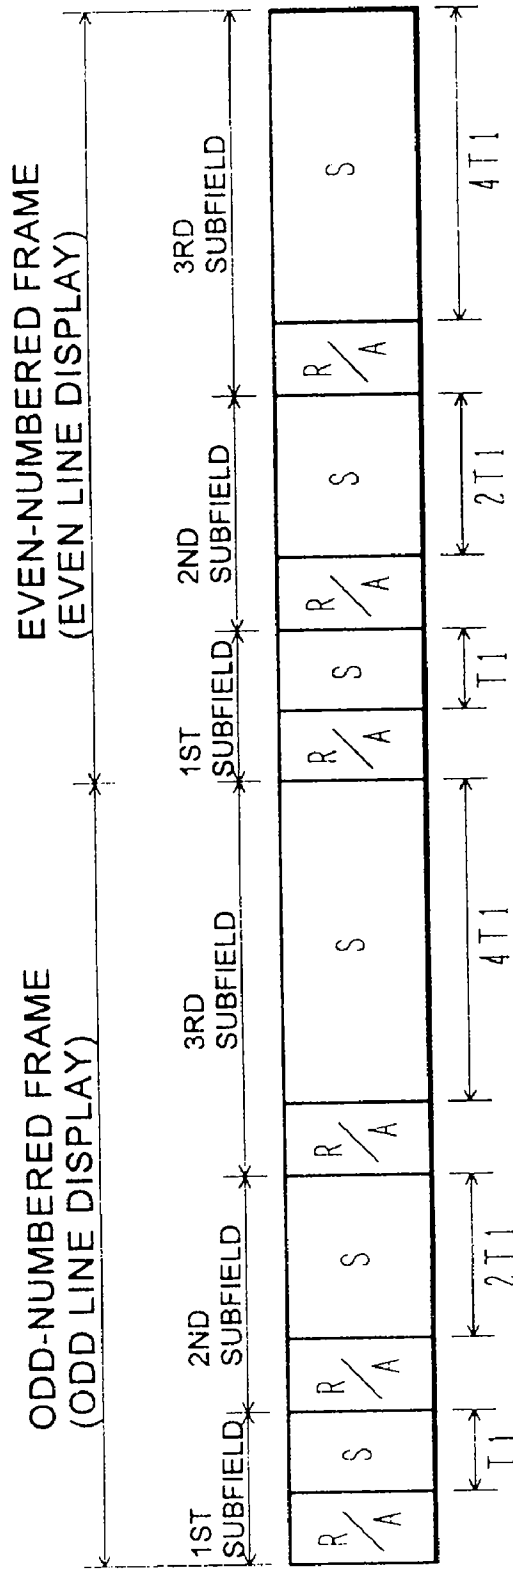 ODD-NUMBERED FRAME
(ODD LINE DISPLAY)
EVEN-NUMBERED FRAME
(EVEN LINE DISPLAY)
1ST
SUBFIELD
2ND
SUBFIELD
3RD
SUBFIELD
1ST
SUBFIELD
2ND
SUBFIELD
3RD
SUBFIELD
R/A
S
R/A
S
R/A
S
R/A
S
R/A
S
R/A
S
T1
2T1
4T1
T1
2T1
4T1